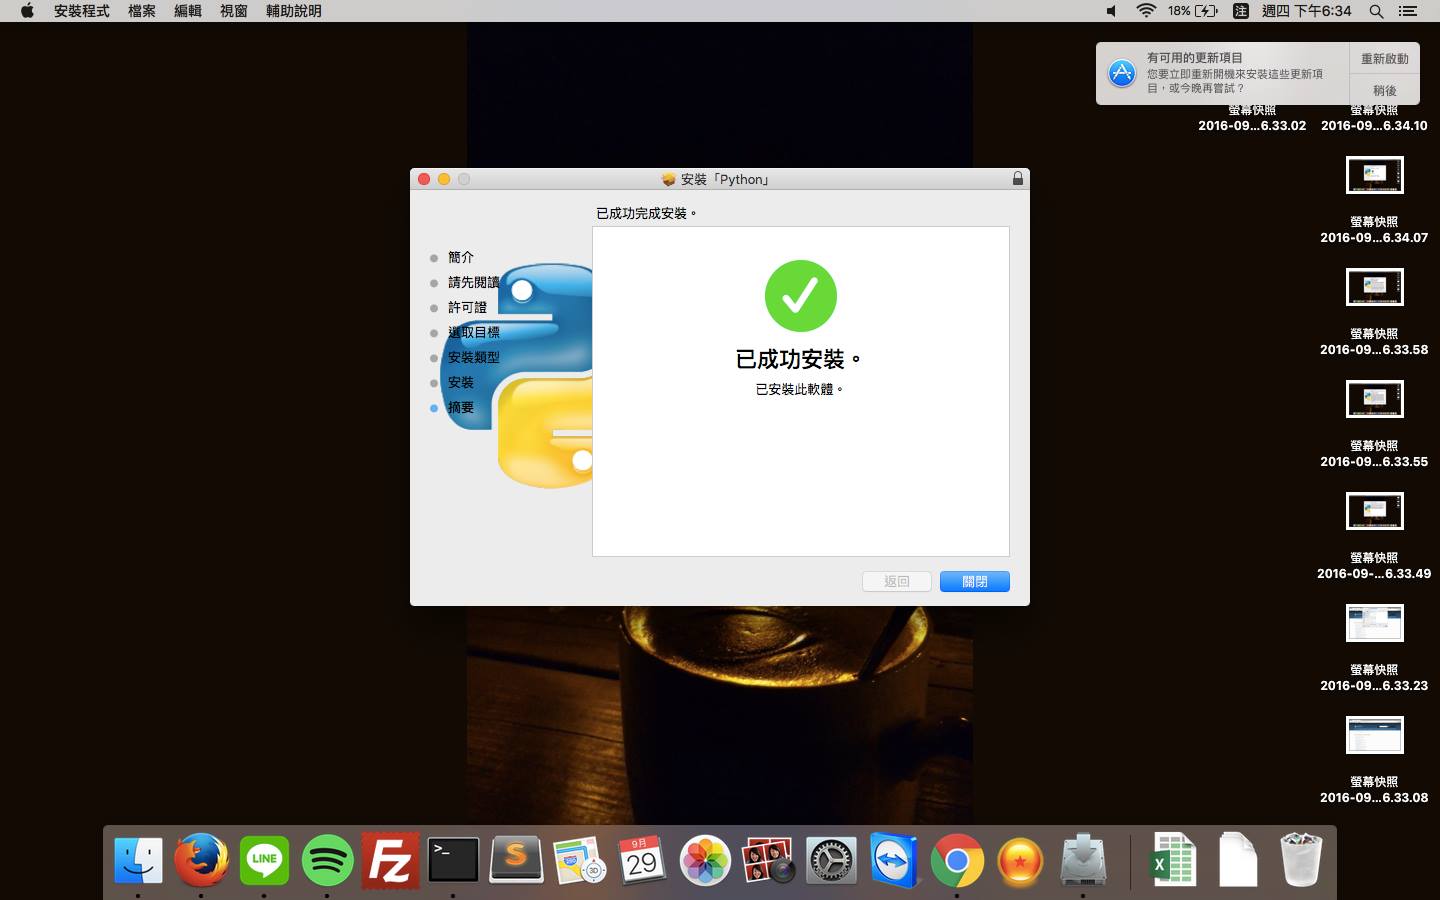 安裝程式 檔案 編輯 視窗 輔助說明
18% 注 週四 下午6:34
有可用的更新項目
您要立即重新開機來安裝這些更新項
目，或今晚再嘗試？
重新啟動
稍後
螢幕快照
2016-09...6.33.02
螢幕快照
2016-09...6.34.10
螢幕快照
2016-09...6.34.07
螢幕快照
2016-09...6.33.58
螢幕快照
2016-09...6.33.55
螢幕快照
2016-09-...6.33.49
螢幕快照
2016-09...6.33.23
螢幕快照
2016-09...6.33.08
安裝「Python」
已成功完成安裝。
簡介
請先閱讀
許可證
選取目標
安裝類型
安裝
摘要
已成功安裝。
已安裝此軟體。
返回
關閉
LINE
Fz
>_
S
280
3D
9月
29
X